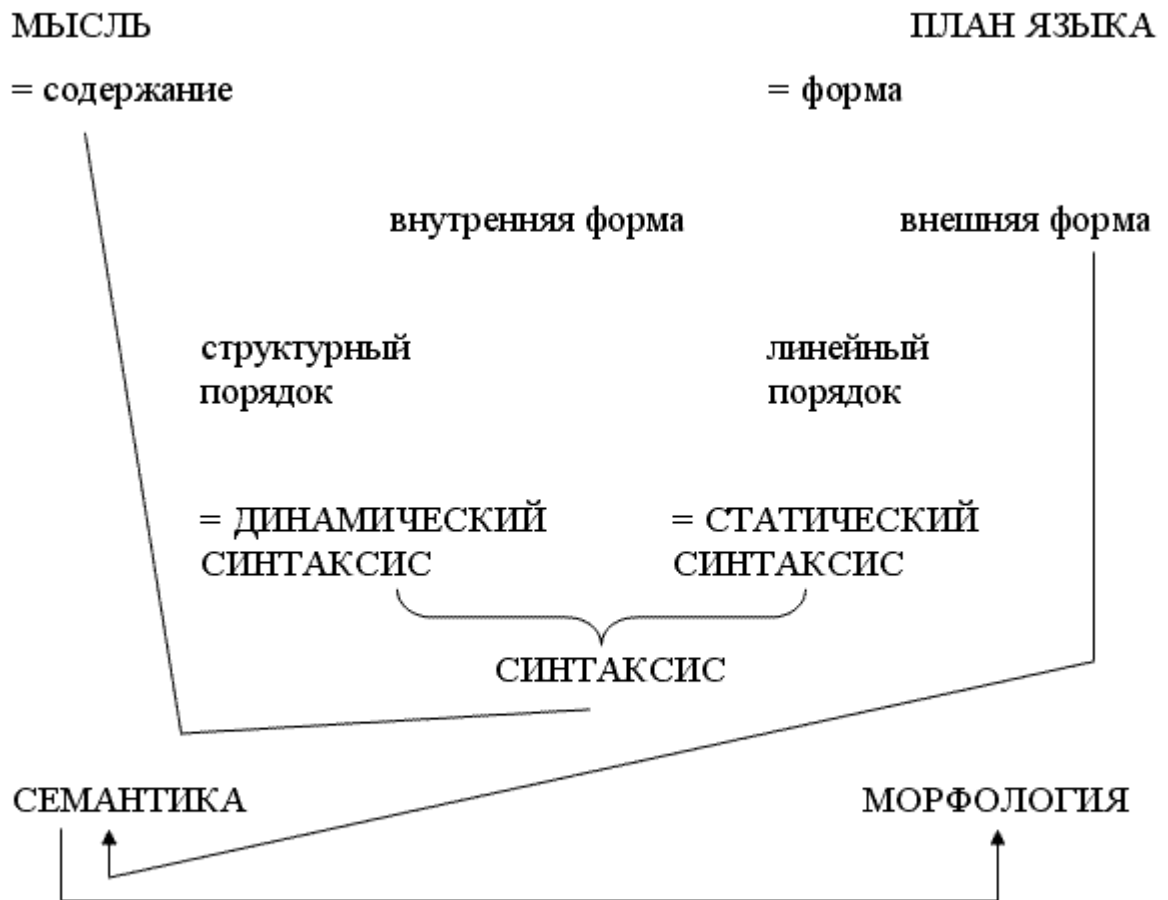 МЫСЛЬ ПЛАН ЯЗЫКА
= содержание = форма
внутренняя форма внешняя форма
структурный линейный
порядок порядок
= ДИНАМИЧЕСКИЙ = СТАТИЧЕСКИЙ
СИНТАКСИС СИНТАКСИС
СИНТАКСИС
СЕМАНТИКА МОРФОЛОГИЯ